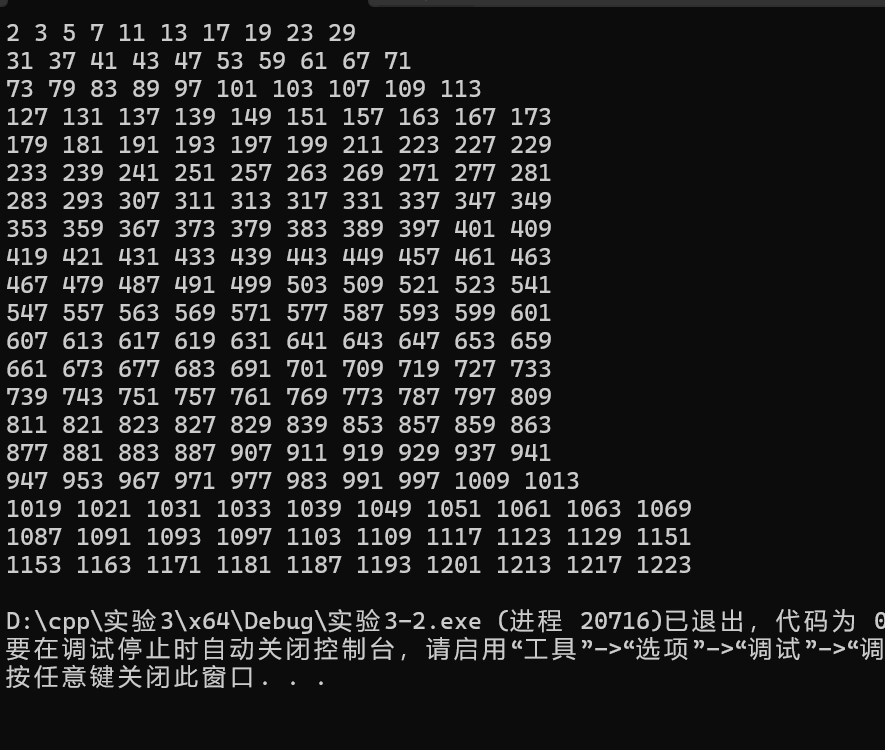 2 3 5 7 11 13 17 19 23 29
31 37 41 43 47 53 59 61 67 71
73 79 83 89 97 101 103 107 109 113
127 131 137 139 149 151 157 163 167 173
179 181 191 193 197 199 211 223 227 229
233 239 241 251 257 263 269 271 277 281
283 293 307 311 313 317 331 337 347 349
353 359 367 373 379 383 389 397 401 409
419 421 431 433 439 443 449 457 461 463
467 479 487 491 499 503 509 521 523 541
547 557 563 569 571 577 587 593 599 601
607 613 617 619 631 641 643 647 653 659
661 673 677 683 691 701 709 719 727 733
739 743 751 757 761 769 773 787 797 809
811 821 823 827 829 839 853 857 859 863
877 881 883 887 907 911 919 929 937 941
947 953 967 971 977 983 991 997 1009 1013
1019 1021 1031 1033 1039 1049 1051 1061 1063 1069
1087 1091 1093 1097 1103 1109 1117 1123 1129 1151
1153 1163 1171 1181 1187 1193 1201 1213 1217 1223
D:\cpp\实验3\x64\Debug\实验3-2.exe (进程 20716)已退出，代码为 0
要在调试停止时自动关闭控制台，请启用“工具”->“选项”->“调试”->“调
按任意键关闭此窗口. . .